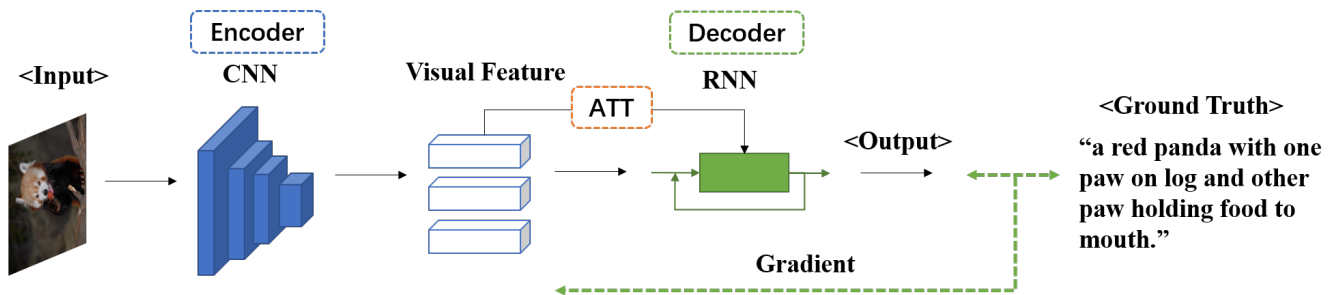 Encoder
Decoder
<Input>
CNN
Visual Feature
RNN
ATT
<Ground Truth>
<Output>
“a red panda with one
paw on log and other
paw holding food to
mouth.”
Gradient